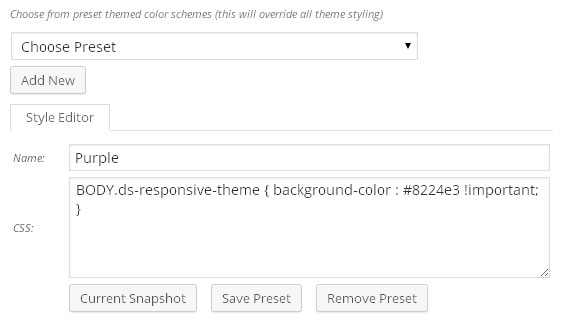 Choose from preset themed color schemes (this will override all theme styling)
Choose Preset
Add New
Style Editor
Name:
Purple
CSS:
BODY.ds-responsive-theme { background-color : #8224e3 !important;
}
Current Snapshot
Save Preset
Remove Preset